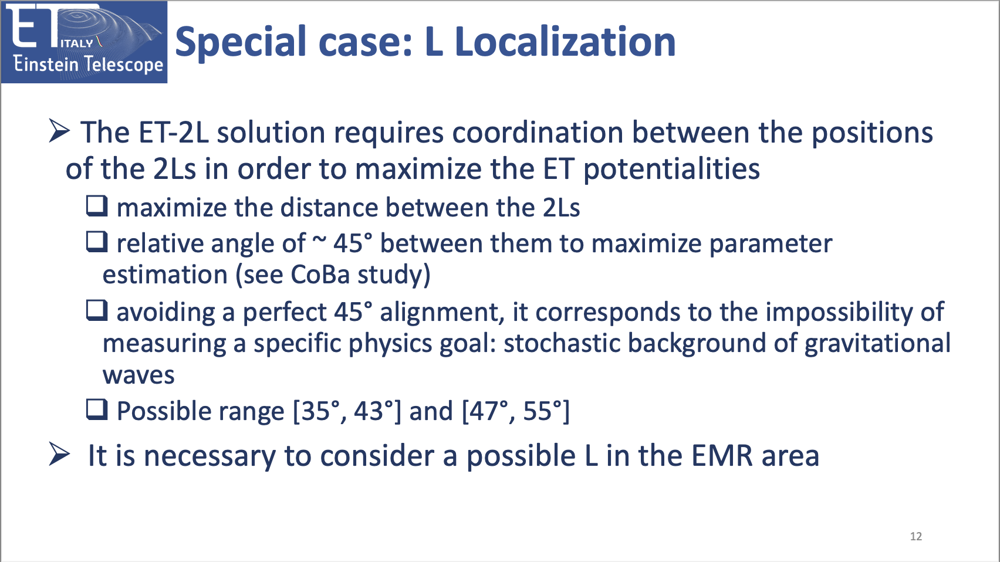 ET
ITALY
Einstein Telescope
Special case: L Localization
➢ The ET-2L solution requires coordination between the positions
of the 2Ls in order to maximize the ET potentialities
❑ maximize the distance between the 2Ls
❑ relative angle of ~ 45° between them to maximize parameter
estimation (see CoBa study)
❑ avoiding a perfect 45° alignment, it corresponds to the impossibility of
measuring a specific physics goal: stochastic background of gravitational
waves
❑ Possible range [35°, 43°] and [47°, 55°]
➢ It is necessary to consider a possible L in the EMR area
12